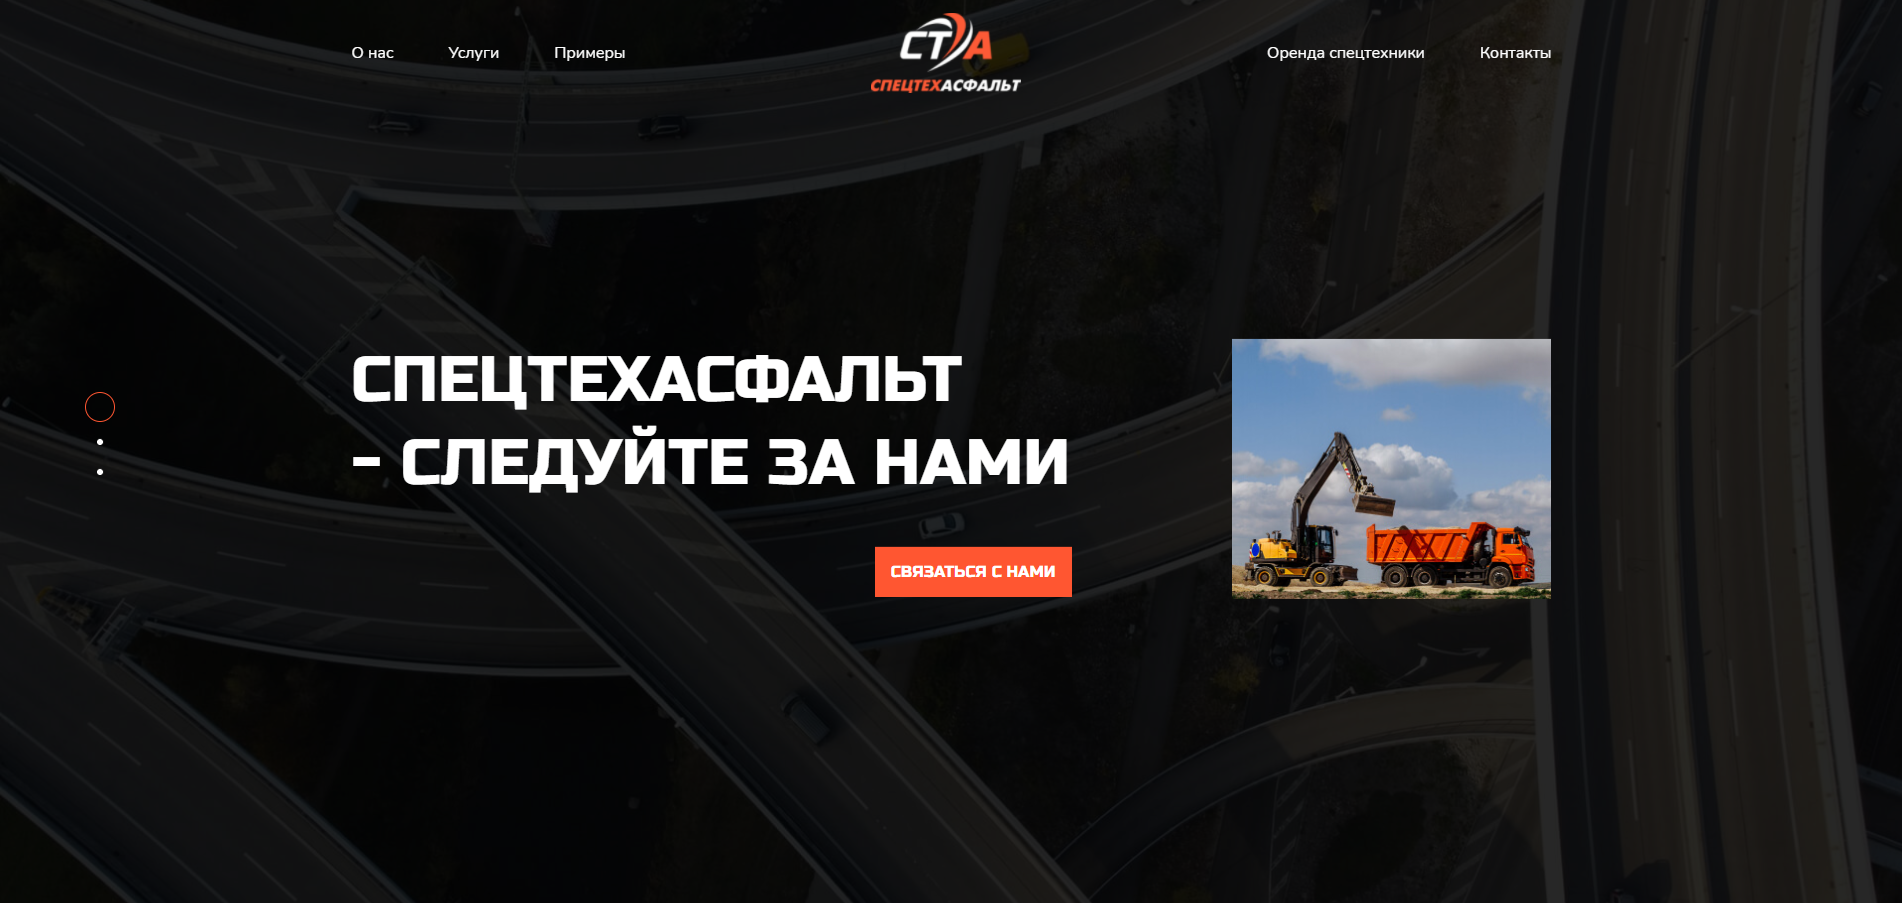 О нас
Услуги
Примеры
СТА
СПЕЦТЕХАСФАЛЬТ
Оренда спецтехники
Контакты
СПЕЦТЕХАСФАЛЬТ
- СЛЕДУЙТЕ ЗА НАМИ
СВЯЗАТЬСЯ С НАМИ